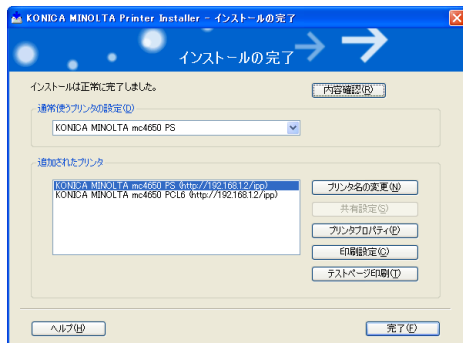 KONICA MINOLTA Printer Installer - インストールの完了
インストールの完了
インストールは正常に完了しました。
内容確認(R)
通常使うプリンタの設定(D)
KONICA MINOLTA mc4650 PS
追加されたプリンタ
KONICA MINOLTA mc4650 PS (http://192.168.1.2/ipp)
KONICA MINOLTA mc4650 PCL6 (http://192.168.1.2/ipp)
プリンタ名の変更(N)
共有設定(S)
プリンタプロパティ(P)
印刷設定(C)
テストページ印刷(T)
ヘルプ(H)
完了(F)